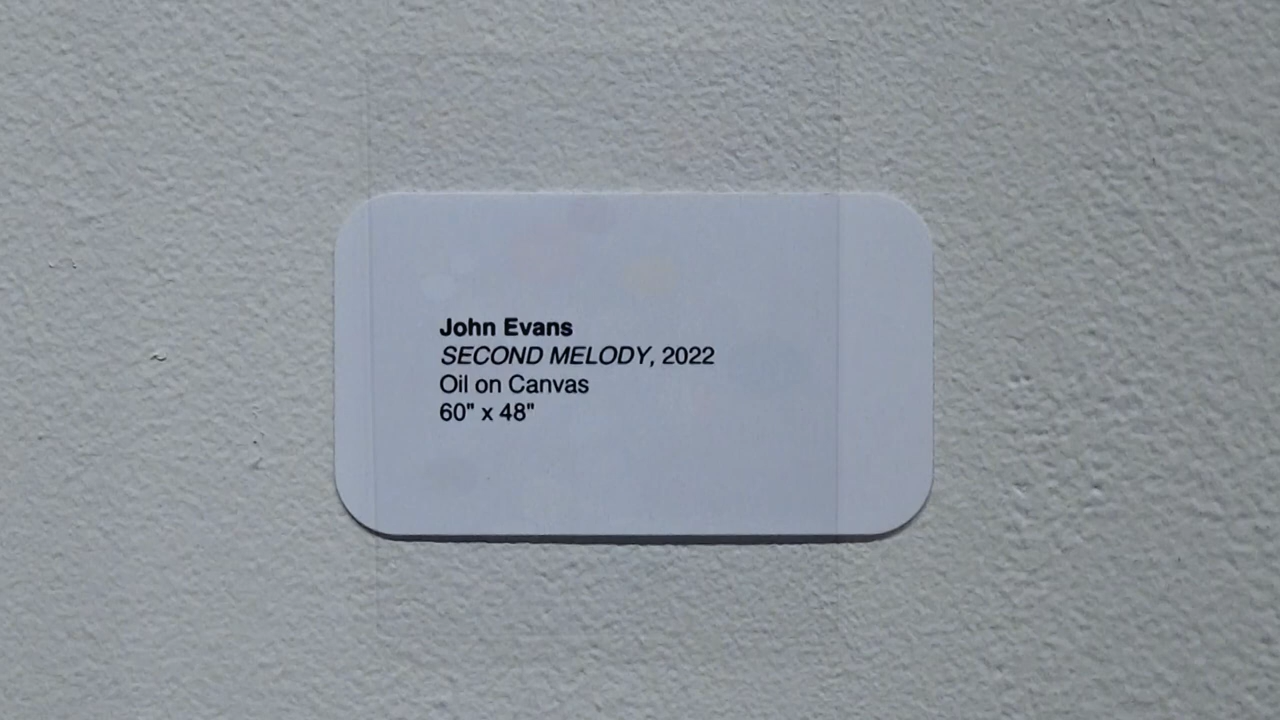 John Evans
SECOND MELODY, 2022
Oil on Canvas
60" x 48"